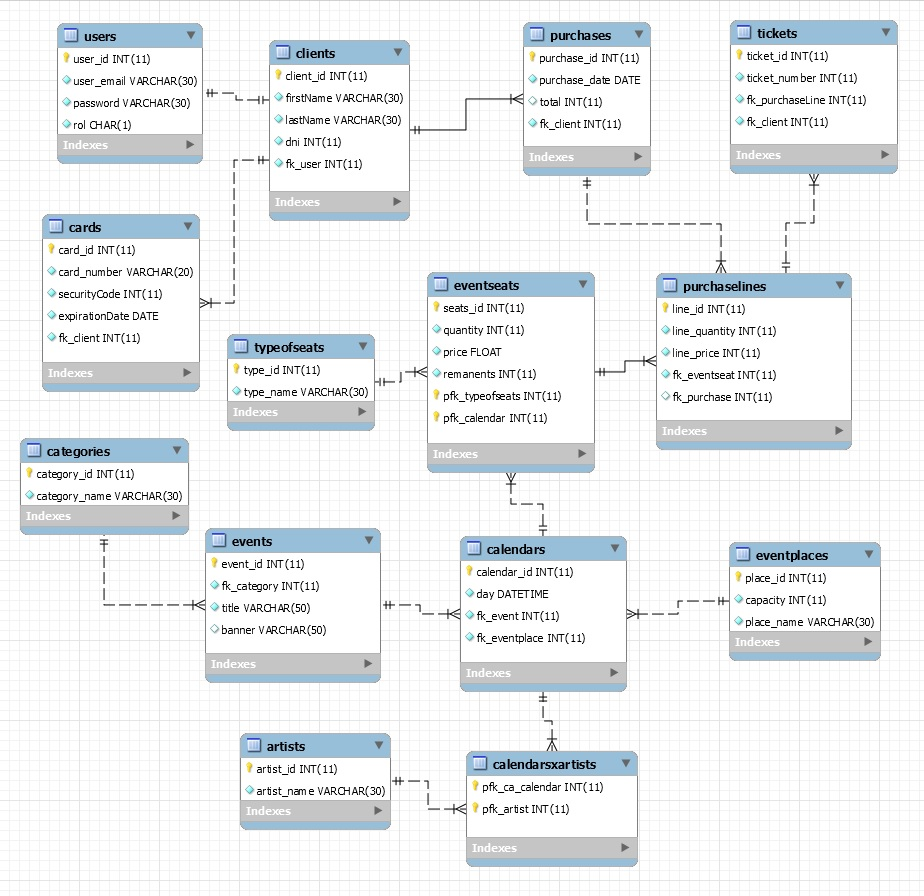 users
user_id INT(11)
user_email VARCHAR(30)
password VARCHAR(30)
rol CHAR(1)
Indexes
clients
client_id INT(11)
firstName VARCHAR(30)
lastName VARCHAR(30)
dni INT(11)
fk_user INT(11)
Indexes
purchases
purchase_id INT(11)
purchase_date DATE
total INT(11)
fk_client INT(11)
Indexes
tickets
ticket_id INT(11)
ticket_number INT(11)
fk_purchaseLine INT(11)
fk_client INT(11)
Indexes
cards
card_id INT(11)
card_number VARCHAR(20)
securityCode INT(11)
expirationDate DATE
fk_client INT(11)
Indexes
typeofseats
type_id INT(11)
type_name VARCHAR(30)
Indexes
eventseats
seats_id INT(11)
quantity INT(11)
price FLOAT
remanents INT(11)
pfk_typeofseats INT(11)
pfk_calendar INT(11)
Indexes
purchaselines
line_id INT(11)
line_quantity INT(11)
line_price INT(11)
fk_eventseat INT(11)
fk_purchase INT(11)
Indexes
categories
category_id INT(11)
category_name VARCHAR(30)
Indexes
events
event_id INT(11)
fk_category INT(11)
title VARCHAR(50)
banner VARCHAR(50)
Indexes
calendars
calendar_id INT(11)
day DATETIME
fk_event INT(11)
fk_eventplace INT(11)
Indexes
eventplaces
place_id INT(11)
capacity INT(11)
place_name VARCHAR(30)
Indexes
artists
artist_id INT(11)
artist_name VARCHAR(30)
Indexes
calendarsxartists
pfk_ca_calendar INT(11)
pfk_artist INT(11)
Indexes